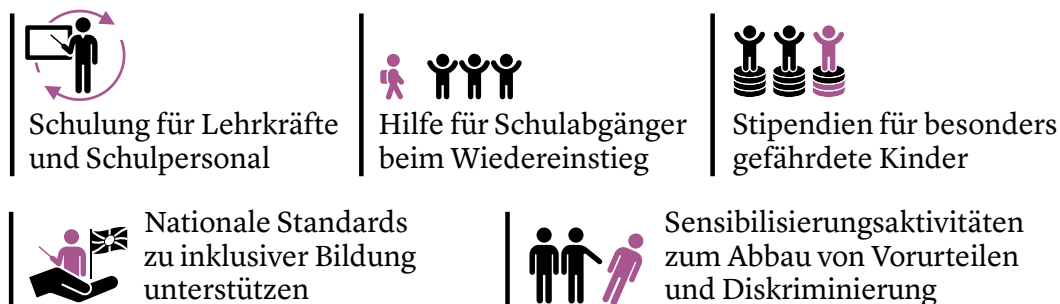 Schulung für Lehrkräfte
und Schulpersonal
Hilfe für Schulabgänger
beim Wiedereinstieg
Stipendien für besonders
gefährdete Kinder
Nationale Standards
zu inklusiver Bildung
unterstützen
Sensibilisierungsaktivitäten
zum Abbau von Vorurteilen
und Diskriminierung